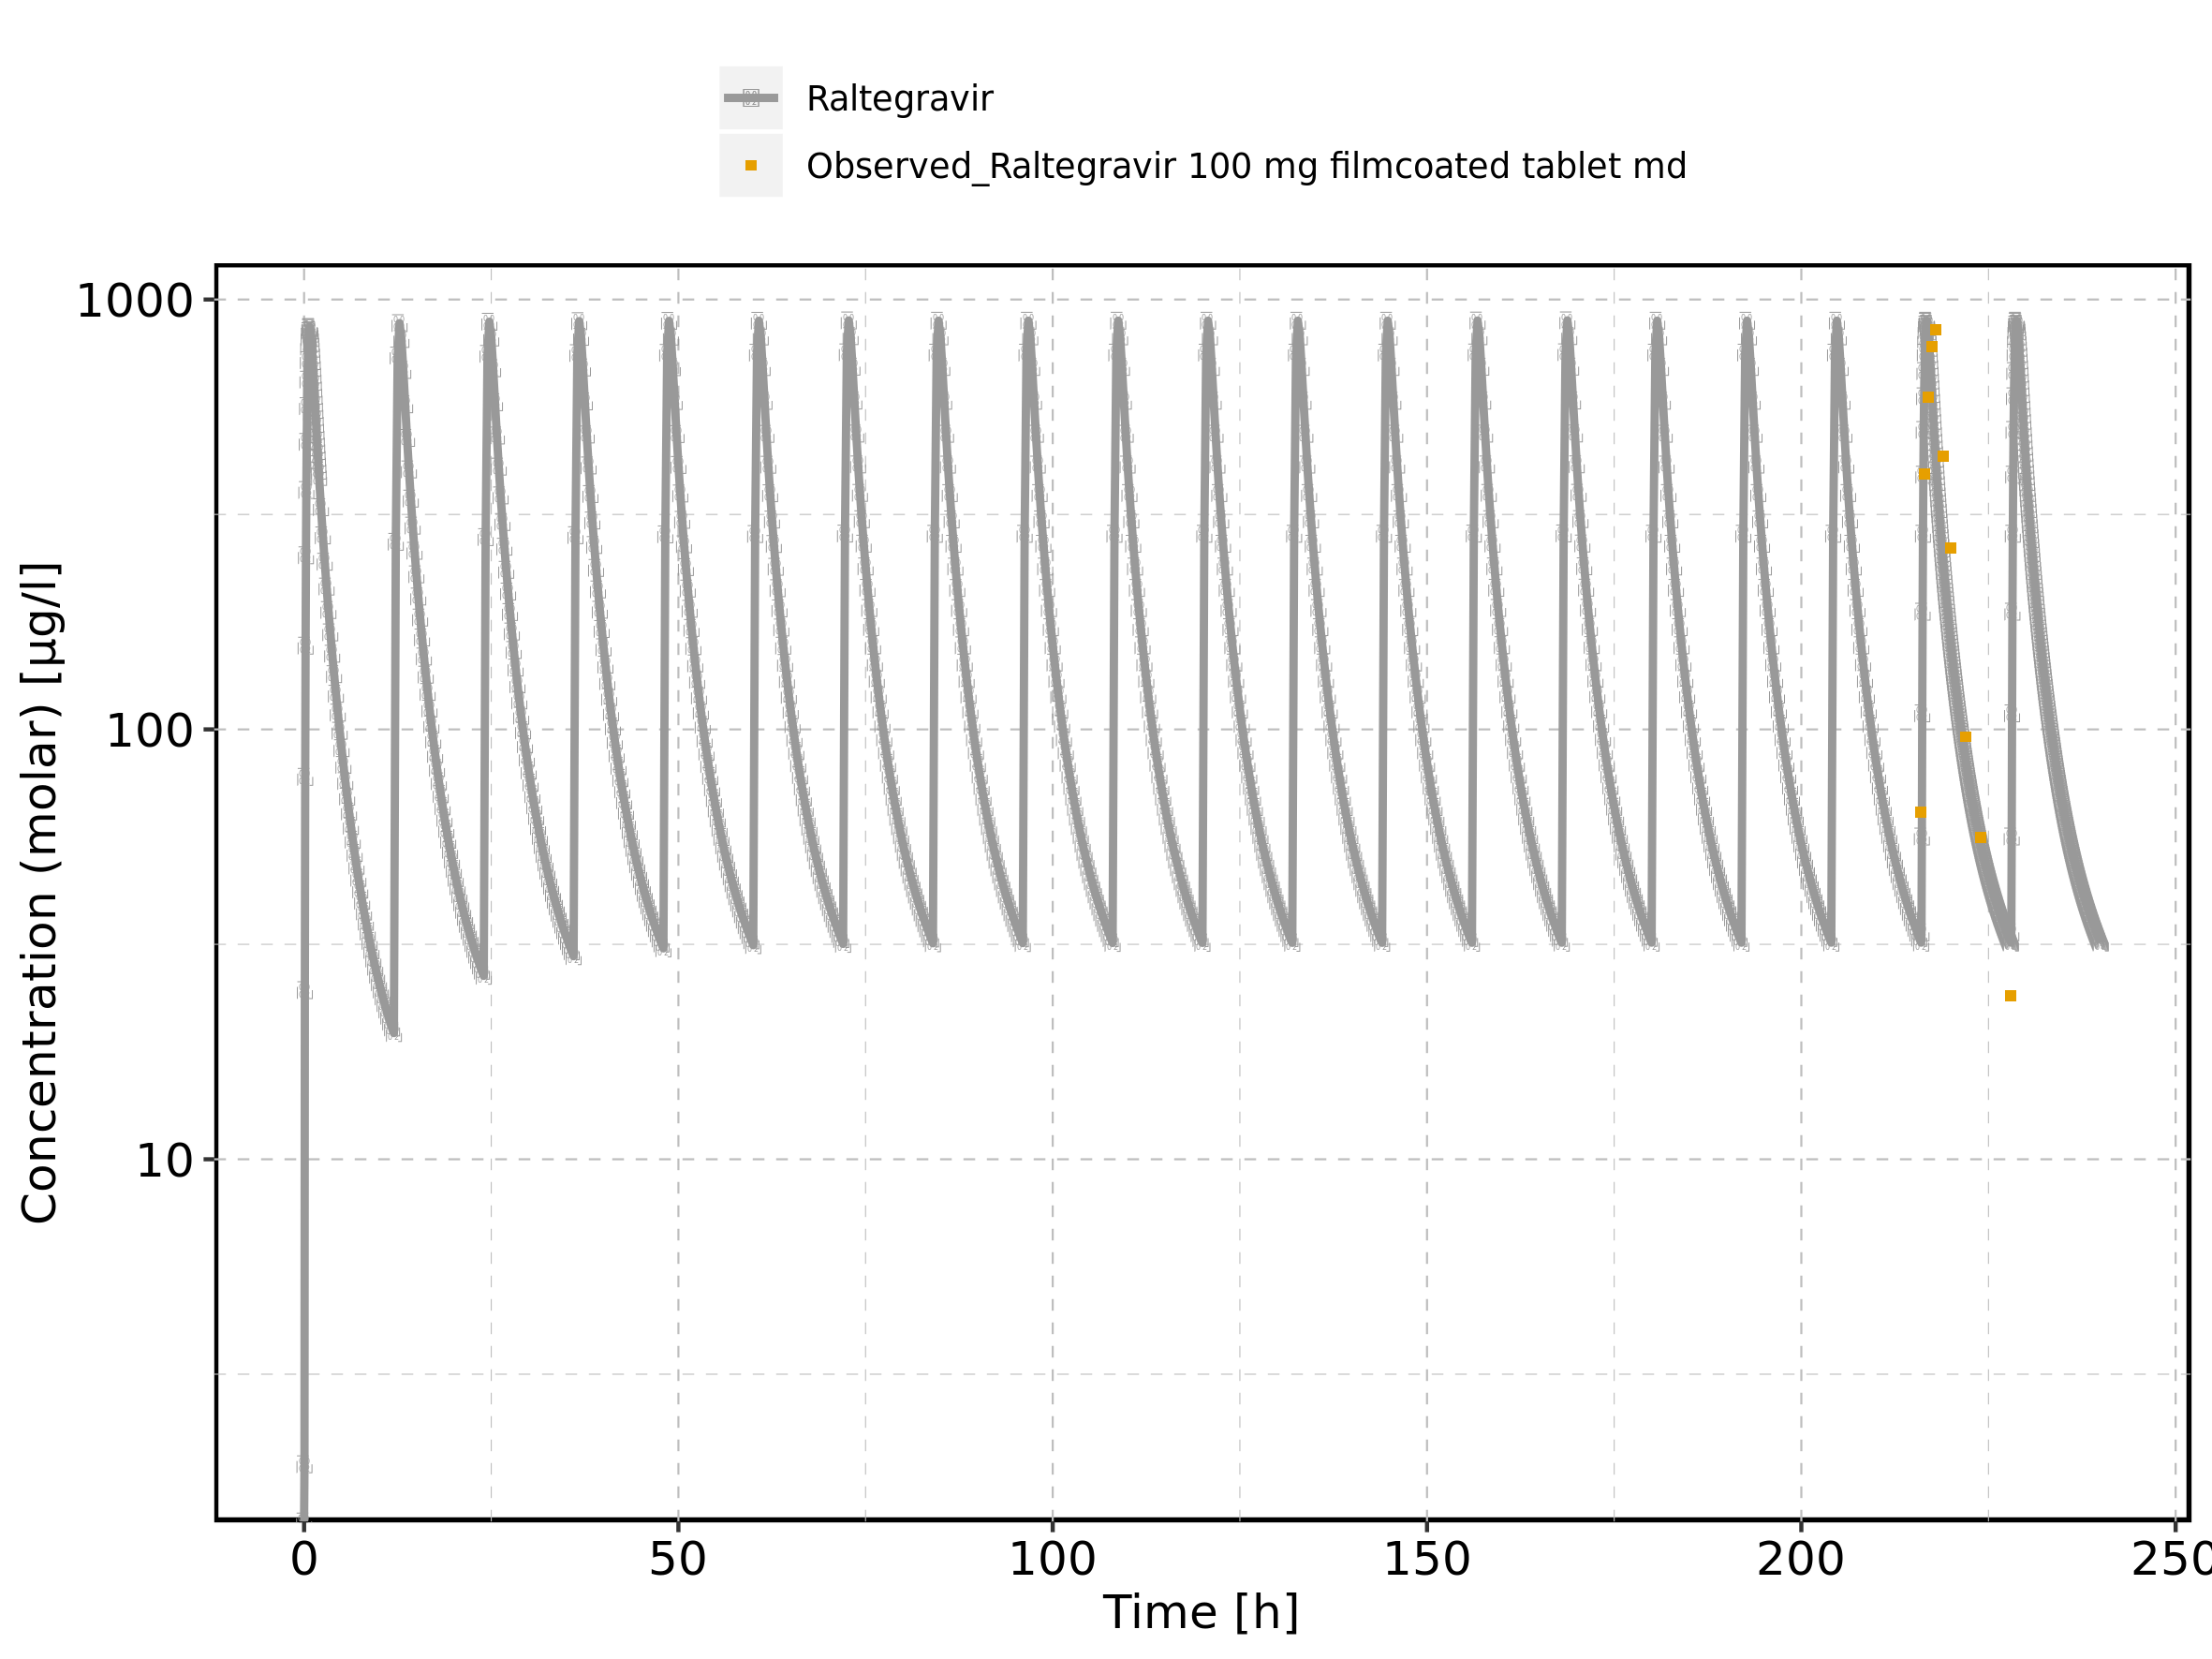 Raltegravir
Observed_Raltegravir 100 mg filmcoated tablet md
1000
100
10
Concentration (molar) [µg/l]
0 50 100 150 200 250
Time [h]